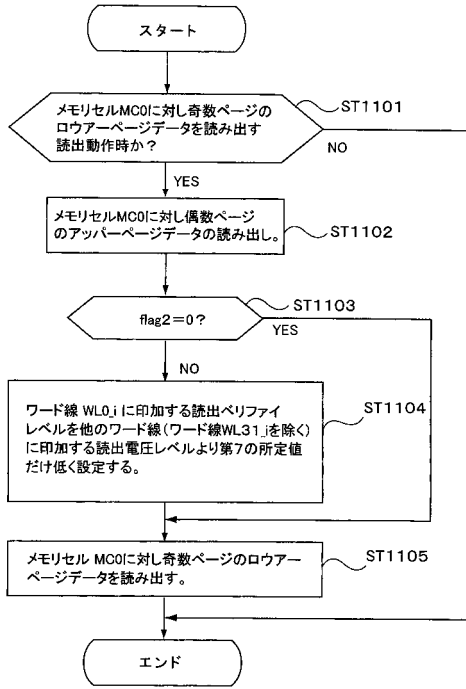 スタート
メモリセルMC0に対し奇数ページの
ロウアーページデータを読み出す
読出動作時か？
ST1101
NO
YES
メモリセルMC0に対し偶数ページ
のアッパーページデータの読み出し。
ST1102
flag2=0？
ST1103
YES
NO
ワード線 WL0_i に印加する読出ベリファイ
レベルを他のワード線(ワード線WL31_iを除く)
に印加する読出電圧レベルより第7の所定値
だけ低く設定する。
ST1104
メモリセル MC0に対し奇数ページのロウアー
ページデータを読み出す。
ST1105
エンド